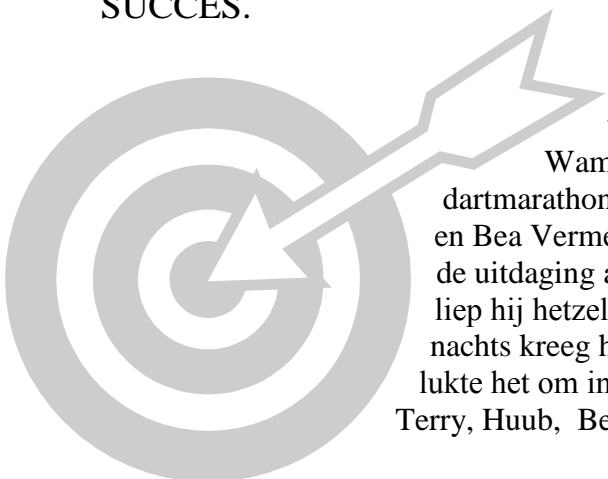 SUCCES.
Wam
dartmarathon
en Bea Verme
de uitdaging a
liep hij hetzel
nachts kreeg h
lukte het om in
Terry, Huub, Be